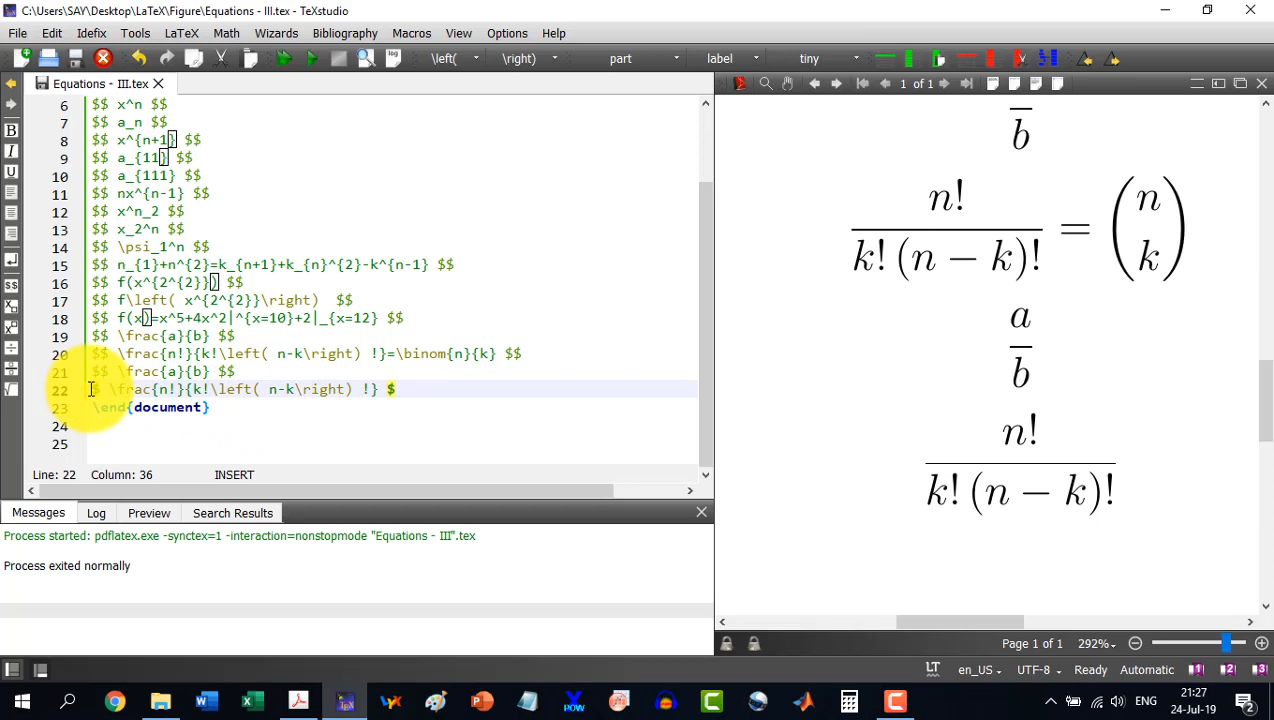 C:\Users\SAY\Desktop\LaTeX\Figure\Equations - III.tex - TeXstudio
File Edit Idefix Tools LaTeX Math Wizards Bibliography Macros View Options Help
\left( \right) part label tiny
Equations - III.tex
1 of 1
6 $$ x^n $$
7 $$ a_n $$
8 $$ x^{n+1} $$
9 $$ a_{11} $$
10 $$ a_{111} $$
11 $$ nx^{n-1} $$
12 $$ x^n_2 $$
13 $$ x_2^n $$
14 $$ \psi_1^n $$
15 $$ n_{1}+n^{2}=k_{n+1}+k_{n}^{2}-k^{n-1} $$
16 $$ f(x^{2^{2}}) $$
17 $$ f\left( x^{2^{2}}\right)  $$
18 $$ f(x)=x^5+4x^2|^{x=10}+2|_{x=12} $$
19 $$ \frac{a}{b} $$
20 $$ \frac{n!}{k!\left( n-k\right) !}=\binom{n}{k} $$
21 $$ \frac{a}{b} $$
22 $ \frac{n!}{k!\left( n-k\right) !} $
23 \end{document}
24
25
Line: 22 Column: 36 INSERT
b
n!
k! (n − k)!
=
(n
k)
a
b
n!
k! (n − k)!
Messages Log Preview Search Results
Process started: pdflatex.exe -synctex=1 -interaction=nonstopmode "Equations - III".tex
Process exited normally
Page 1 of 1 292%
LT en_US UTF-8 Ready Automatic 1 2 3
POW
ENG
21:27
24-Jul-19
2